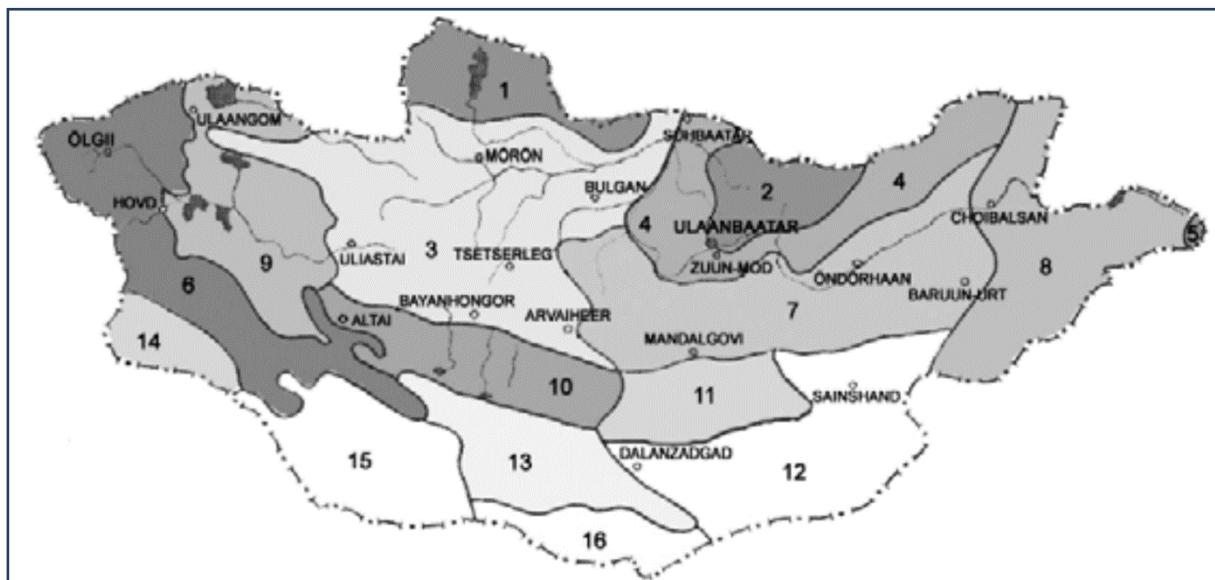 1
ULAANGOM
SÜHBAATAR
ÖLGII
MÖRÖN
2
4
BULGAN
HOVD
4
CHOIBALSAN
ULAANBAATAR
5
ULIASTAI
3
TSETSERLEG
ZUUN-MOD
ÖNDÖRHAAN
9
8
6
BARUUN-URT
BAYANHONGOR
7
ALTAI
ARVAIHEER
14
MANDALGOVI
10
11
SAINSHAND
15
13
DALANZADGAD
12
16